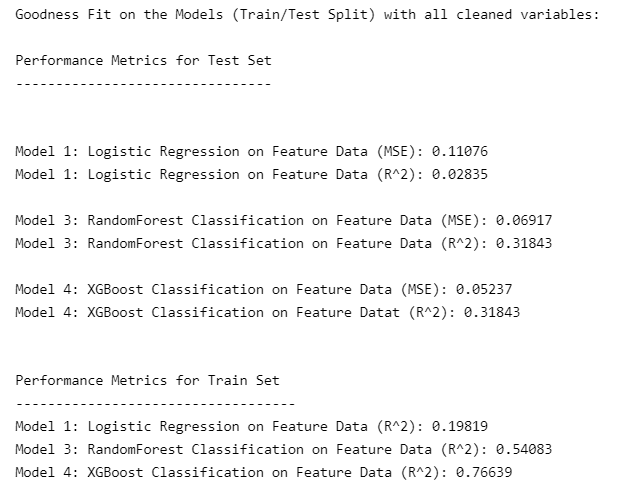 Goodness Fit on the Models (Train/Test Split) with all cleaned variables:
Performance Metrics for Test Set
--------------------------------
Model 1: Logistic Regression on Feature Data (MSE): 0.11076
Model 1: Logistic Regression on Feature Data (R^2): 0.02835
Model 3: RandomForest Classification on Feature Data (MSE): 0.06917
Model 3: RandomForest Classification on Feature Data (R^2): 0.31843
Model 4: XGBoost Classification on Feature Data (MSE): 0.05237
Model 4: XGBoost Classification on Feature Datat (R^2): 0.31843
Performance Metrics for Train Set
-----------------------------------
Model 1: Logistic Regression on Feature Data (R^2): 0.19819
Model 3: RandomForest Classification on Feature Data (R^2): 0.54083
Model 4: XGBoost Classification on Feature Data (R^2): 0.76639